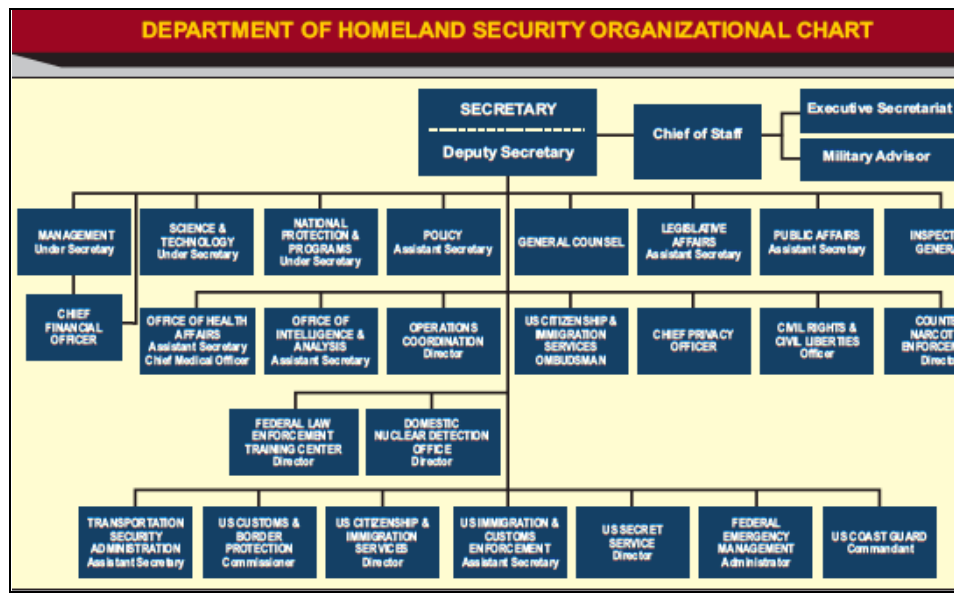 DEPARTMENT OF HOMELAND SECURITY ORGANIZATIONAL CHART
SECRETARY
Deputy Secretary
Chief of Staff
Executive Secretariat
Military Advisor
MANAGEMENT
Under Secretary
SCIENCE &
TECHNOLOGY
Under Secretary
NATIONAL
PROTECTION &
PROGRAMS
Under Secretary
POLICY
Assistant Secretary
GENERAL COUNSEL
LEGISLATIVE
AFFAIRS
Assistant Secretary
PUBLIC AFFAIRS
Assistant Secretary
INSPECT
GENERA
CHIEF
FINANCIAL
OFFICER
OFFICE OF HEALTH
AFFAIRS
Assistant Secretary
Chief Medical Officer
OFFICE OF
INTELLIGENCE &
ANALYSIS
Assistant Secretary
OPERATIONS
COORDINATION
Director
US CITIZENSHIP &
IMMIGRATION
SERVICES
OMBUDSMAN
CHIEF PRIVACY
OFFICER
CIVIL RIGHTS &
CIVIL LIBERTIES
Officer
COUNTE
NARCOT
ENFORCEME
Directo
FEDERAL LAW
ENFORCEMENT
TRAINING CENTER
Director
DOMESTIC
NUCLEAR DETECTION
OFFICE
Director
TRANSPORTATION
SECURITY
ADMINISTRATION
Assistant Secretary
US CUSTOMS &
BORDER
PROTECTION
Commissioner
US CITIZENSHIP &
IMMIGRATION
SERVICES
Director
US IMMIGRATION &
CUSTOMS
ENFORCEMENT
Assistant Secretary
US SECRET
SERVICE
Director
FEDERAL
EMERGENCY
MANAGEMENT
Administrator
US COAST GUARD
Commandant